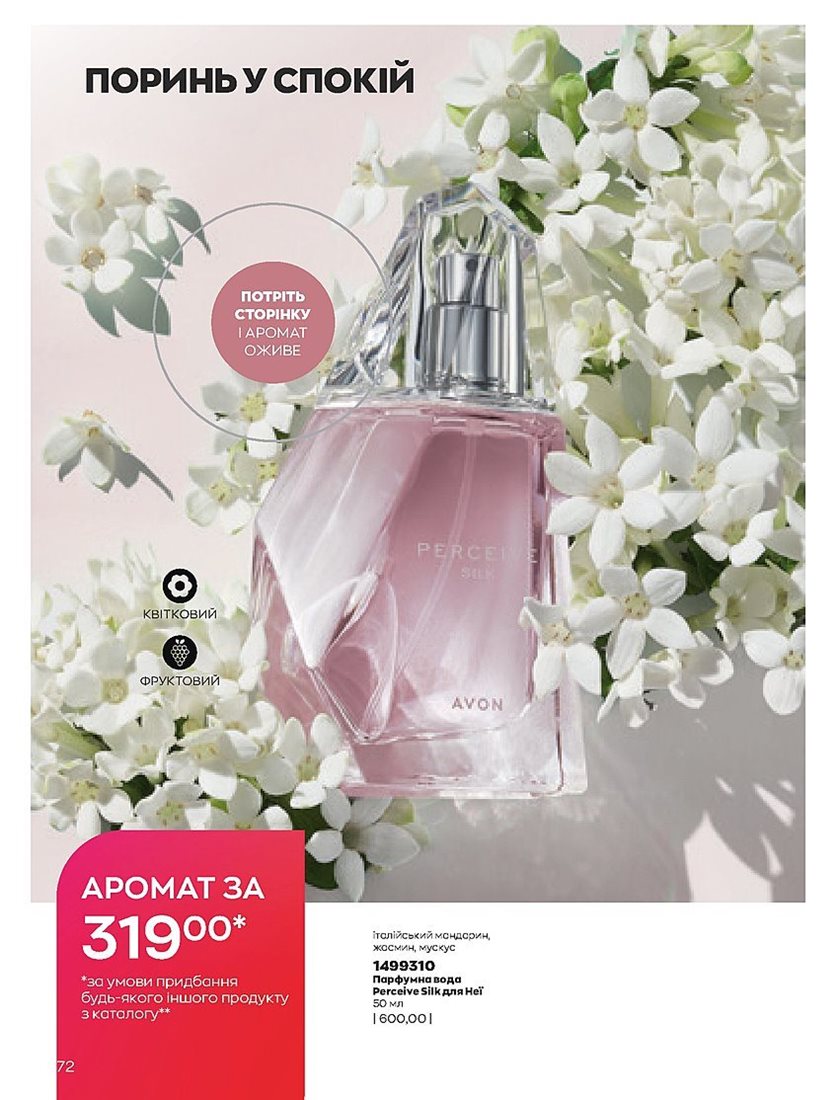 ПОРИНЬ У СПОКІЙ
ПОТРІТЬ
СТОРІНКУ
І АРОМАТ
ОЖИВЕ
PERCEIVE
SILK
КВІТКОВИЙ
ФРУКТОВИЙ
AVON
АРОМАТ ЗА
319⁰⁰*
*за умови придбання
будь-якого іншого продукту
з каталогу**
італійський мандарин,
жасмин, мускус
1499310
Парфумна вода
Perceive Silk для Неї
50 мл
| 600,00 |
72